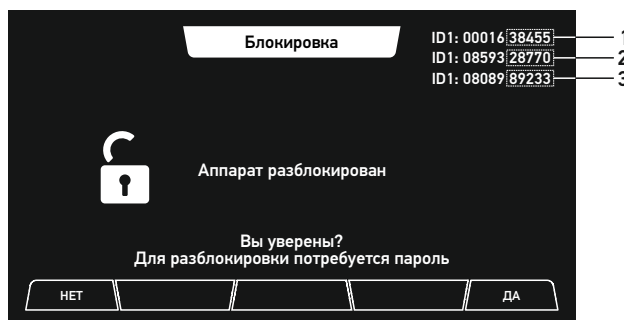 Блокировка
ID1: 00016 38455 1
ID1: 08593 28770 2
ID1: 08089 89233 3
Аппарат разблокирован
Вы уверены?
Для разблокировки потребуется пароль
НЕТ ДА